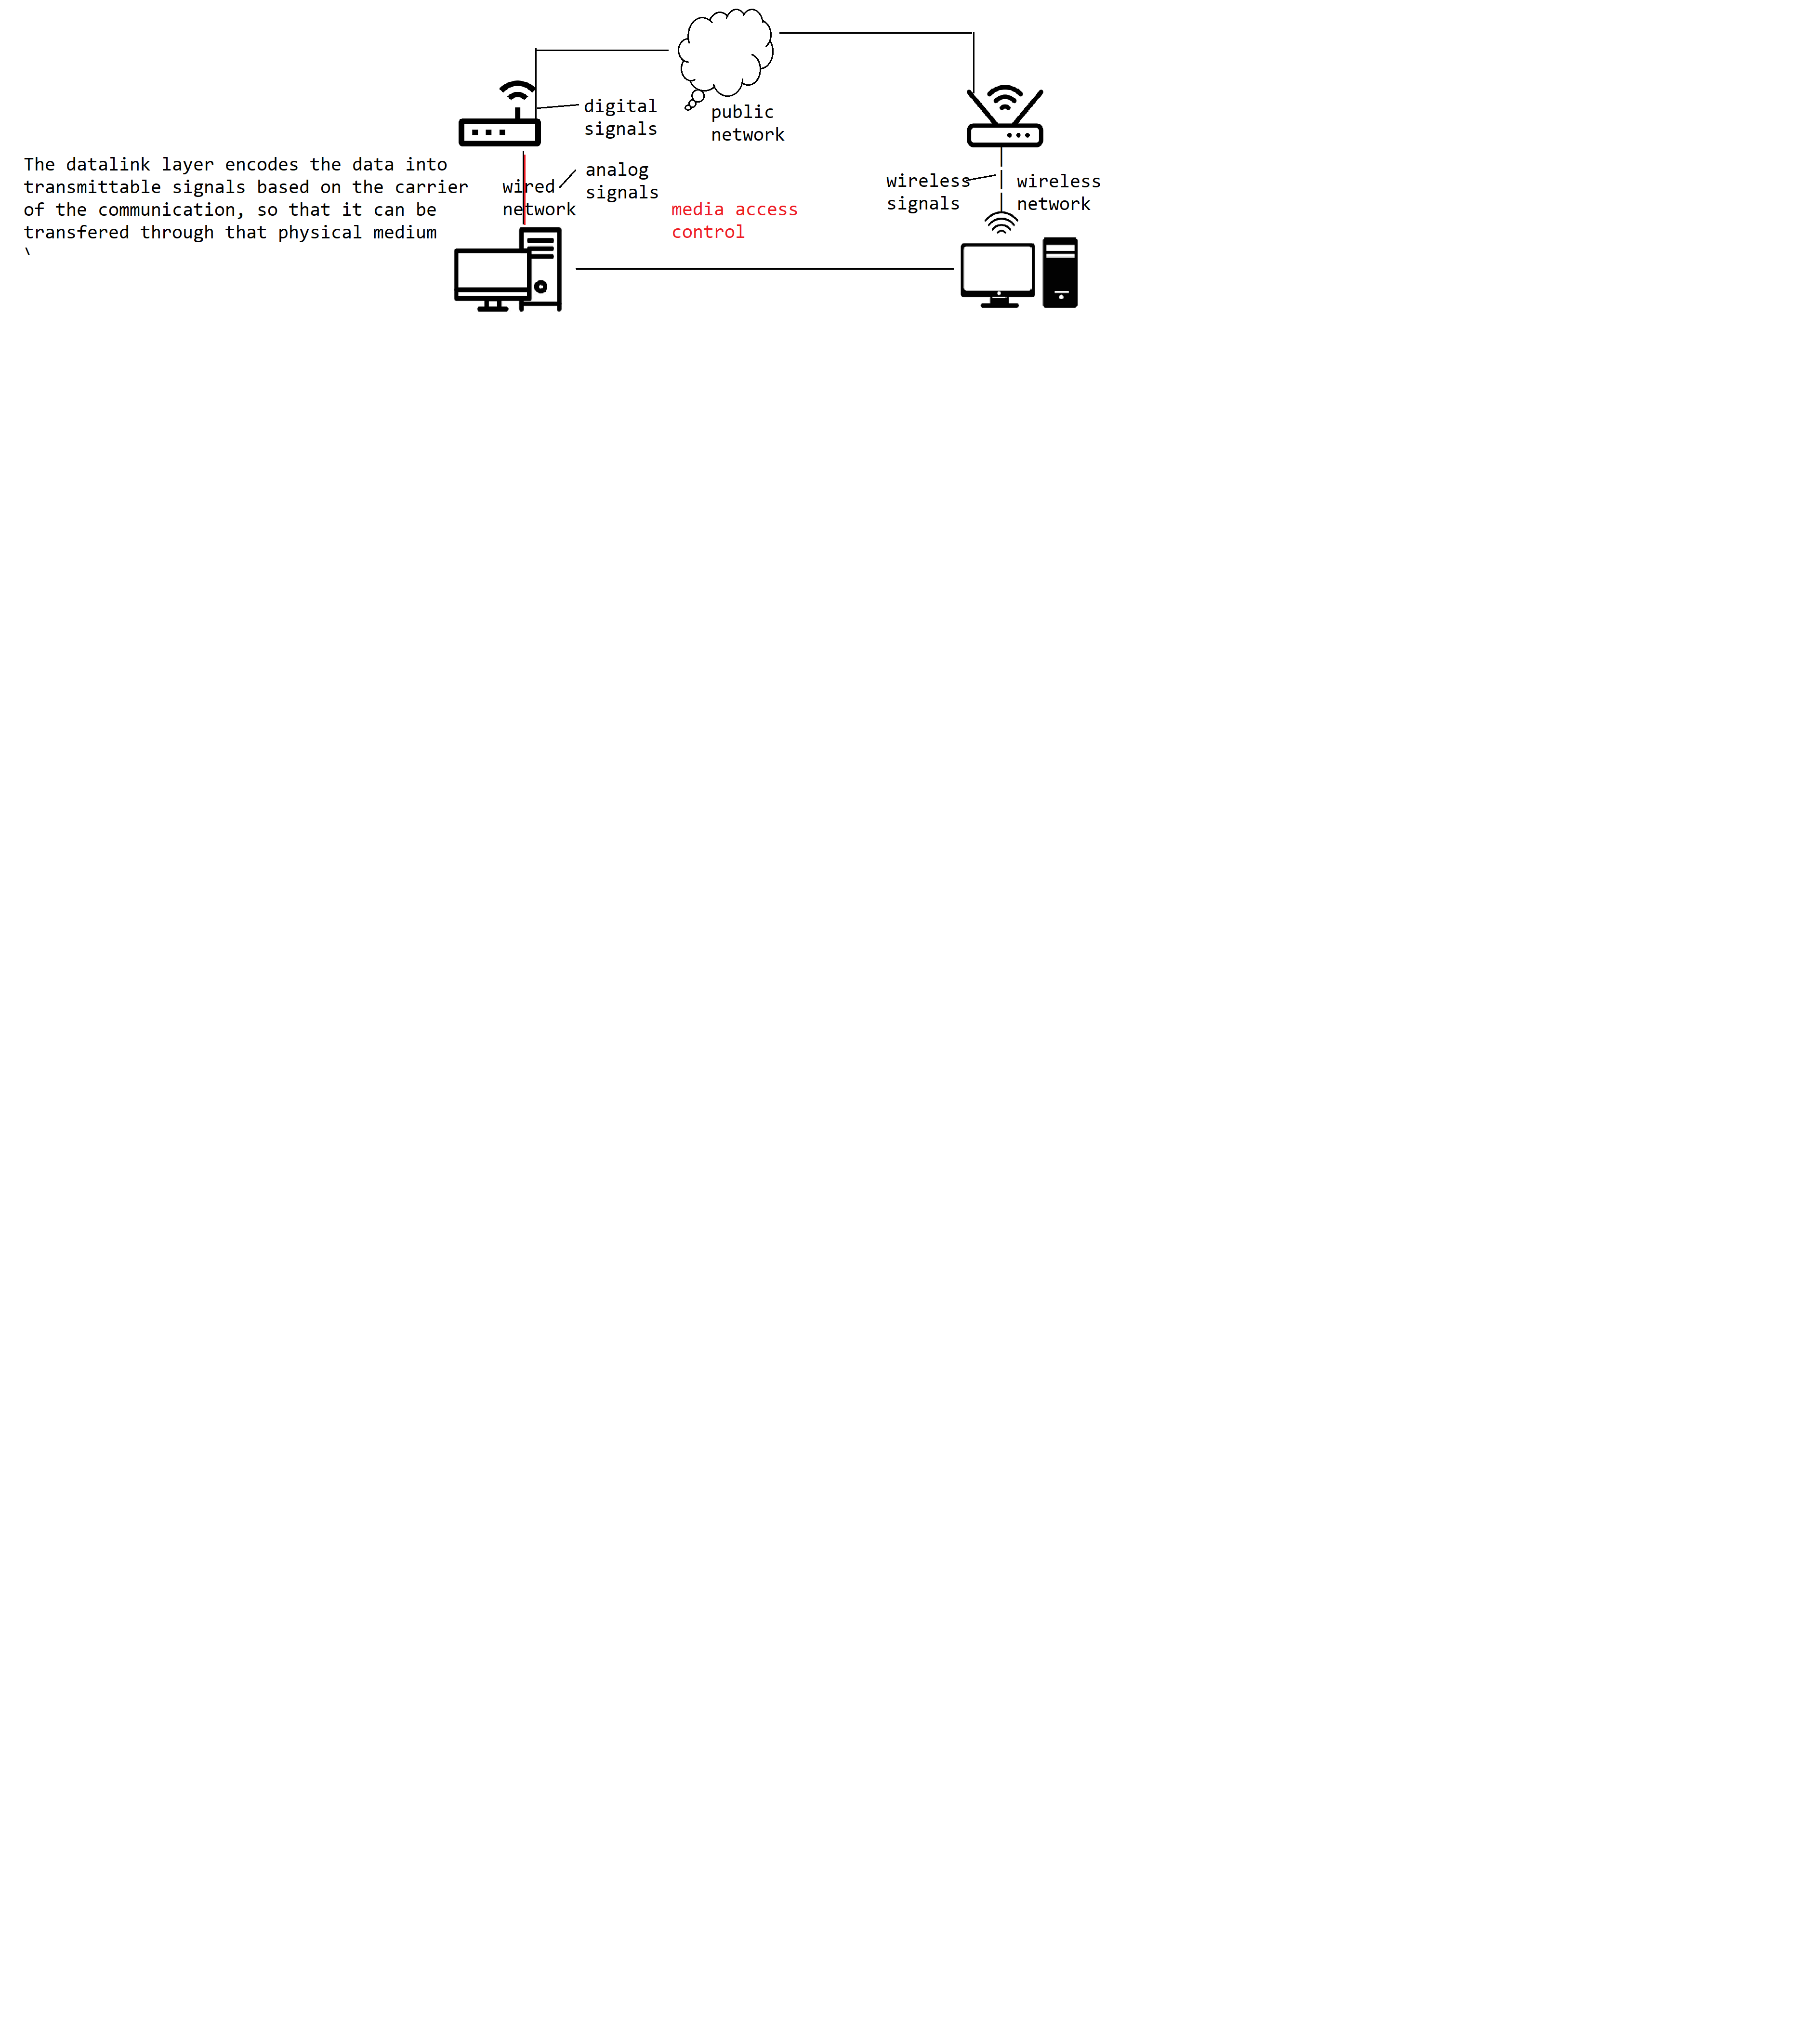 digital
signals
public
network
The datalink layer encodes the data into
transmittable signals based on the carrier
of the communication, so that it can be
transfered through that physical medium
\
wired
network
analog
signals
media access
control
wireless
signals
wireless
network